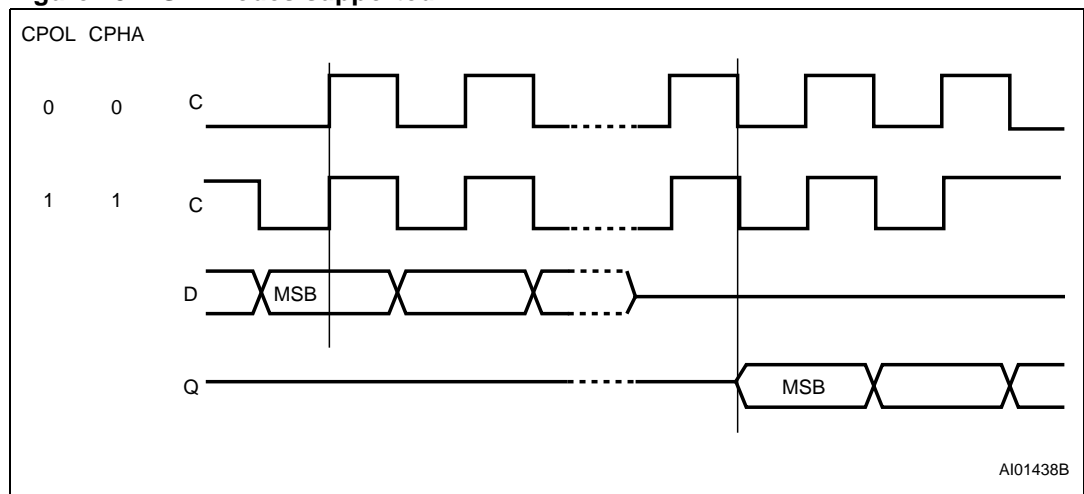 CPOL CPHA
0 0 C
1 1 C
D MSB
Q MSB
AI01438B